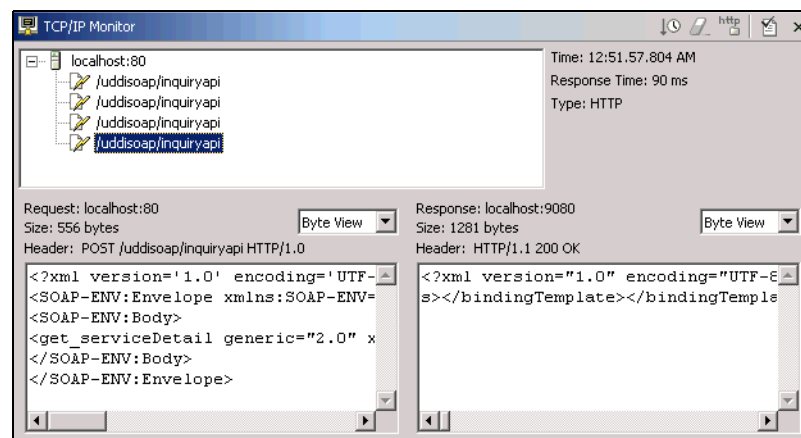 TCP/IP Monitor
http
localhost:80
/uddisoap/inquiryapi
/uddisoap/inquiryapi
/uddisoap/inquiryapi
/uddisoap/inquiryapi
Time: 12:51.57.804 AM
Response Time: 90 ms
Type: HTTP
Request: localhost:80
Size: 556 bytes
Byte View
Header: POST /uddisoap/inquiryapi HTTP/1.0
<?xml version='1.0' encoding='UTF-
<SOAP-ENV:Envelope xmlns:SOAP-ENV=
<SOAP-ENV:Body>
<get_serviceDetail generic="2.0" x
</SOAP-ENV:Body>
</SOAP-ENV:Envelope>
Response: localhost:9080
Size: 1281 bytes
Byte View
Header: HTTP/1.1 200 OK
<?xml version="1.0" encoding="UTF-8
s></bindingTemplate></bindingTempla